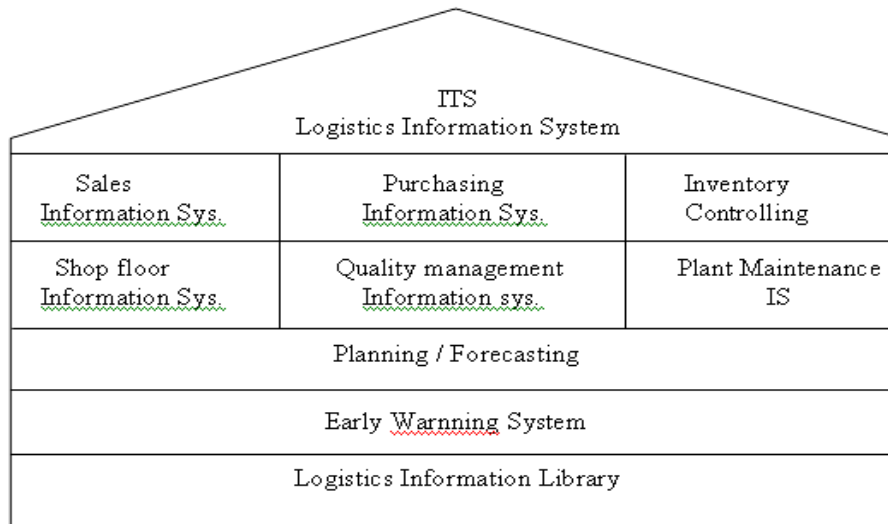 ITS
Logistics Information System
Sales
Information Sys.
Purchasing
Information Sys.
Inventory
Controlling
Shop floor
Information Sys.
Quality management
Information sys.
Plant Maintenance
IS
Planning / Forecasting
Early Warnning System
Logistics Information Library